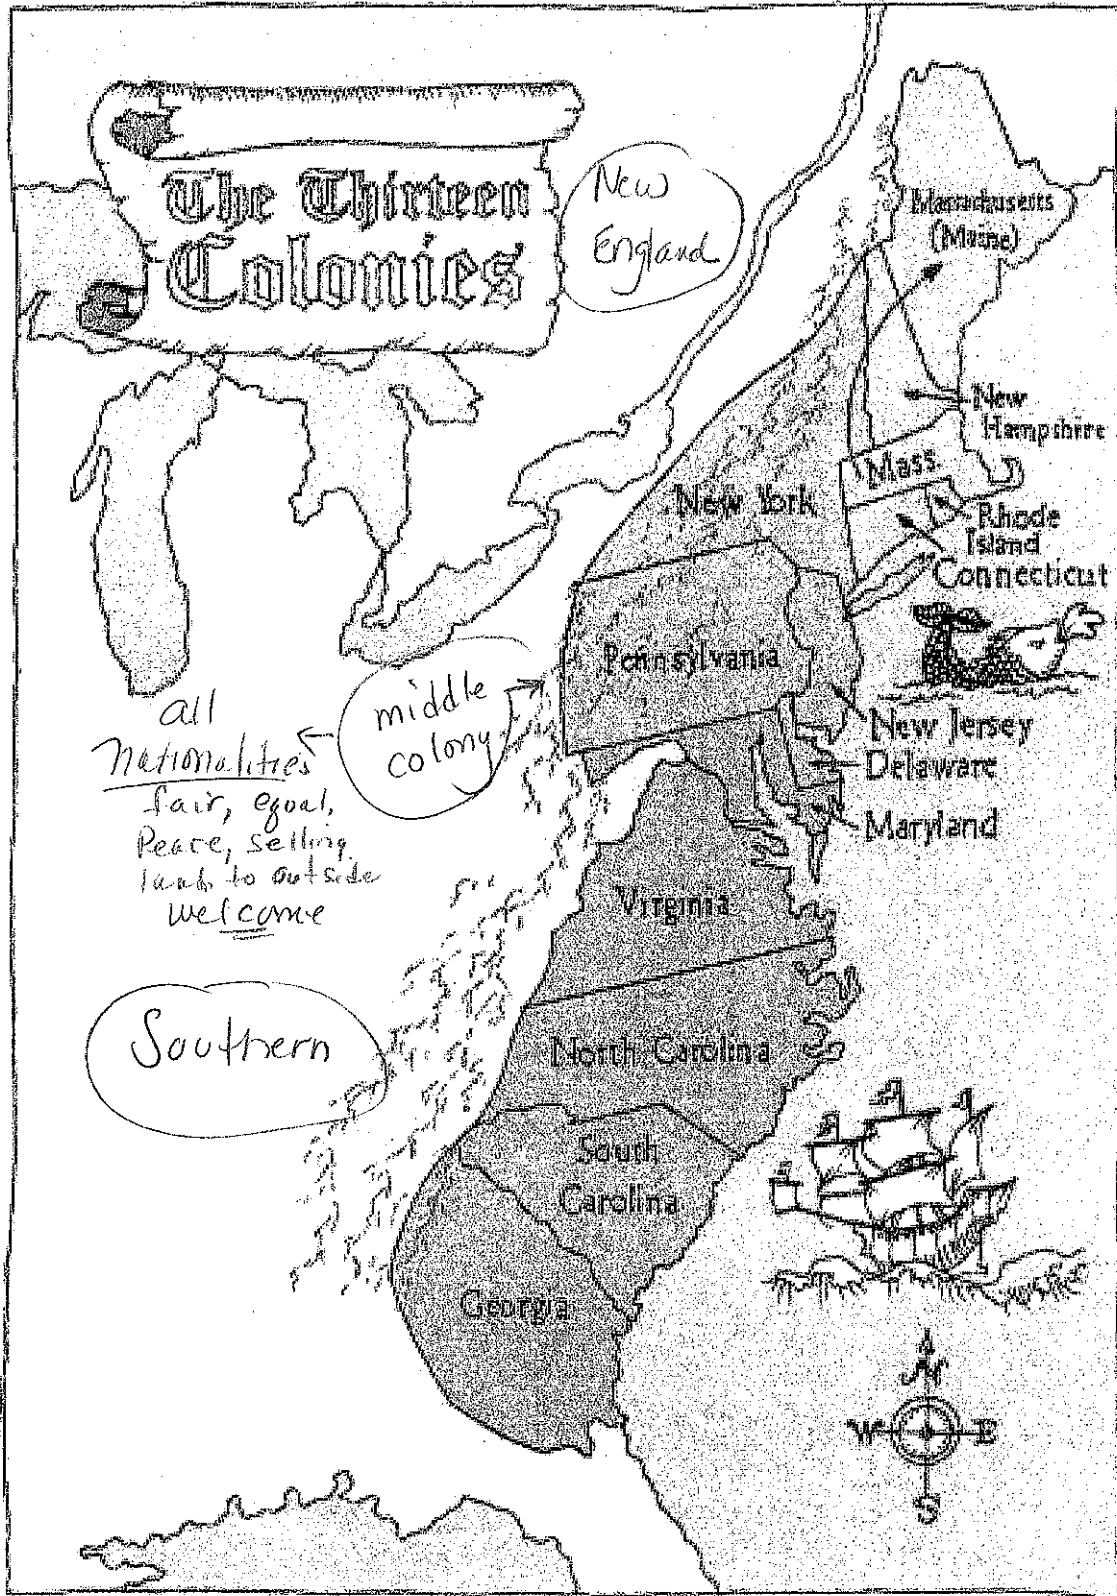 The Thirteen
Colonies
New
England
Massachusetts
(Maine)
New
Hampshire
Mass.
New York
Rhode
Island
Connecticut
Pennsylvania
middle
colony
all
nationalities
fair, equal,
Peace, selling
land to outside
welcome
New Jersey
Delaware
Maryland
Virginia
Southern
North Carolina
South
Carolina
Georgia
N
W
E
S